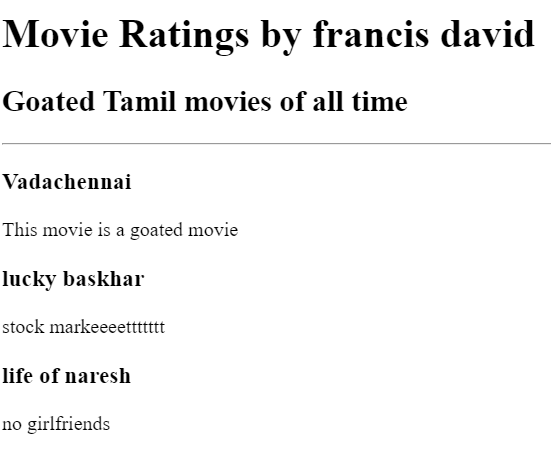 Movie Ratings by francis david
Goated Tamil movies of all time
Vadachennai
This movie is a goated movie
lucky baskhar
stock markeeeettttttt
life of naresh
no girlfriends